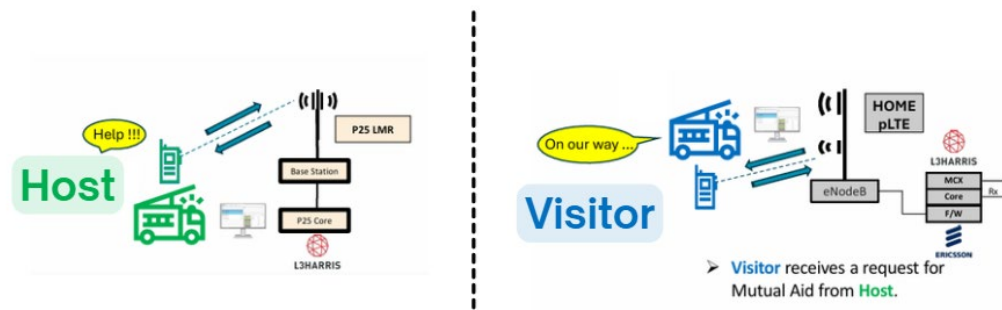 Help !!!
Host
P25 LMR
Base Station
P25 Core
L3HARRIS
On our way ...
Visitor
HOME
pLTE
eNodeB
L3HARRIS
MCX
Core
Rx
F/W
ERICSSON
➤ Visitor receives a request for
Mutual Aid from Host.